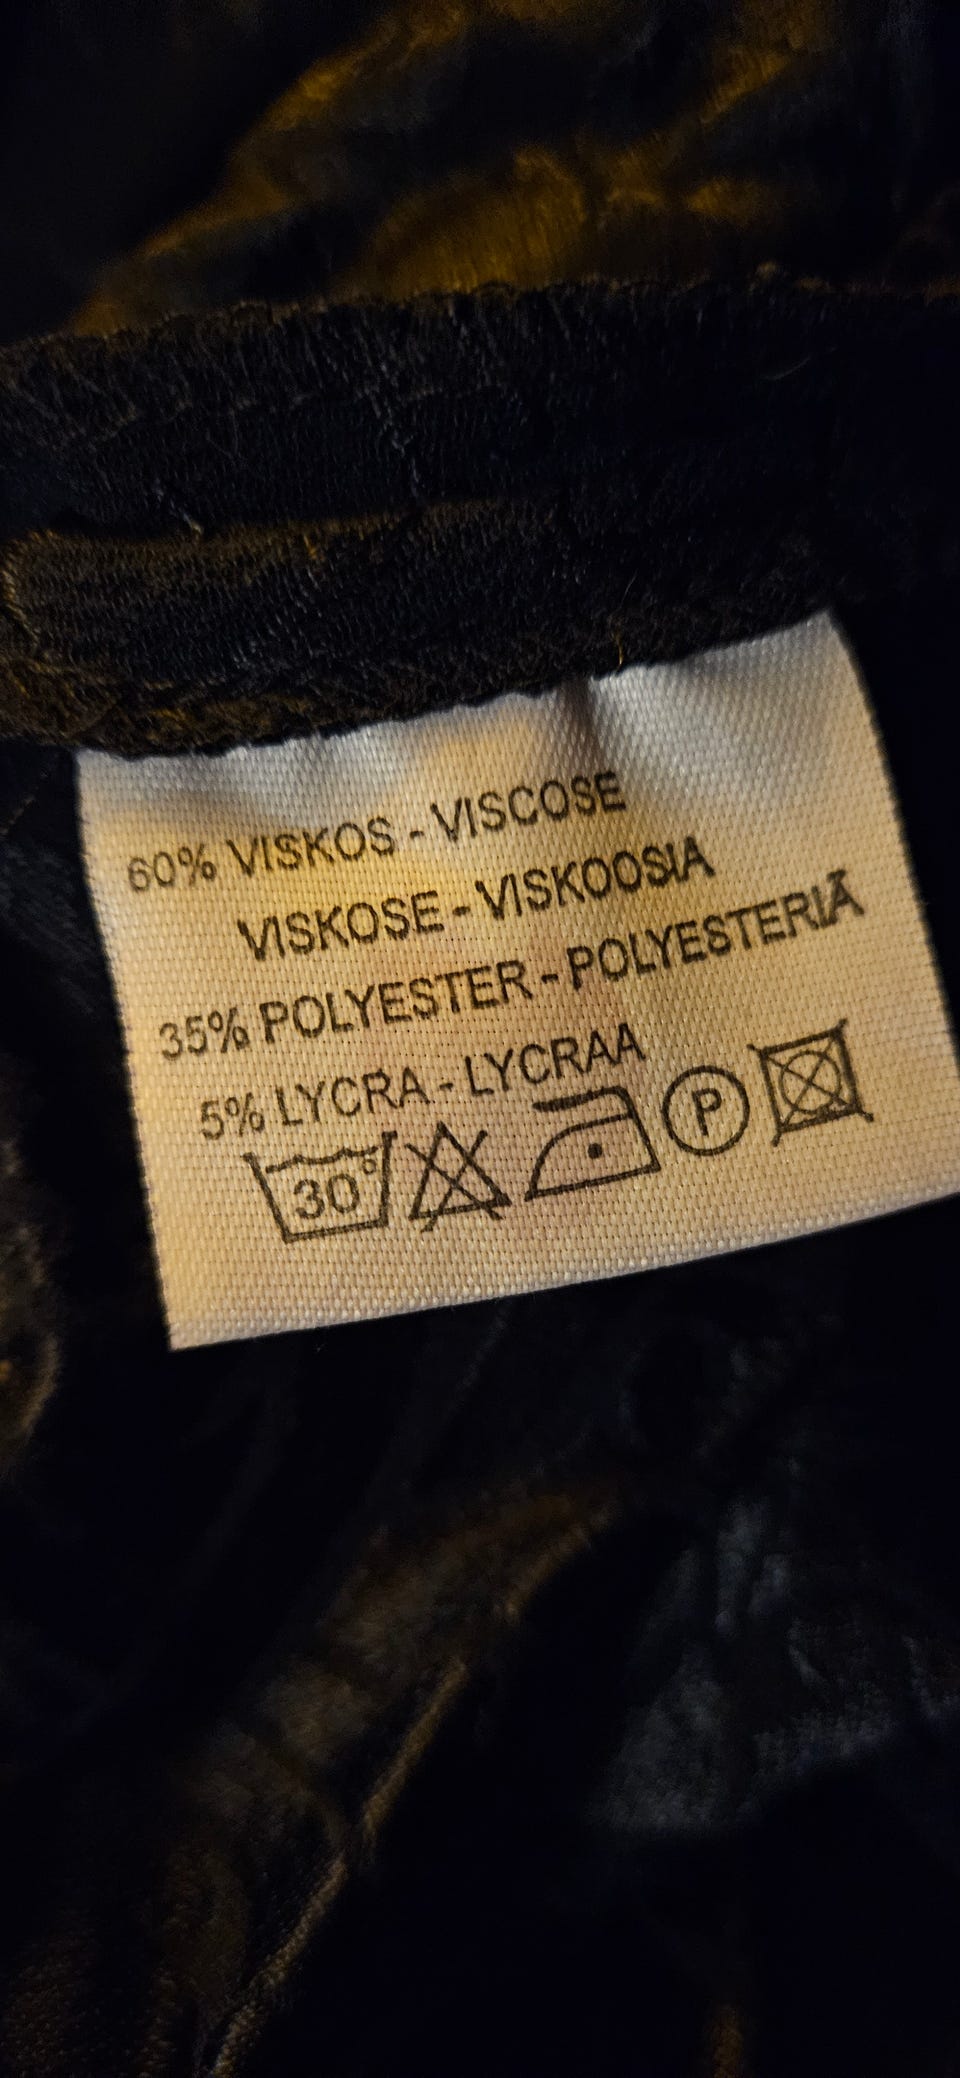 60% VISKOS - VISCOSE
VISKOSE - VISKOOSIA
35% POLYESTER - POLYESTERIÄ
5% LYCRA - LYCRAA
30°
P